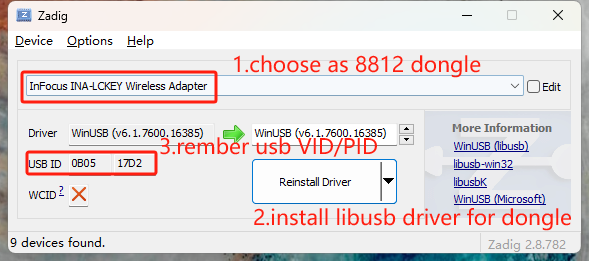 Zadig
Device Options Help
1.choose as 8812 dongle
InFocus INA-LCKEY Wireless Adapter Edit
Driver WinUSB (v6.1.7600.16385) WinUSB (v6.1.7600.16385) More Information
3.rember usb VID/PID WinUSB (libusb)
USB ID 0B05 17D2 libusb-win32
WCID ? Reinstall Driver libusbK
WinUSB (Microsoft)
2.install libusb driver for dongle
9 devices found. Zadig 2.8.782